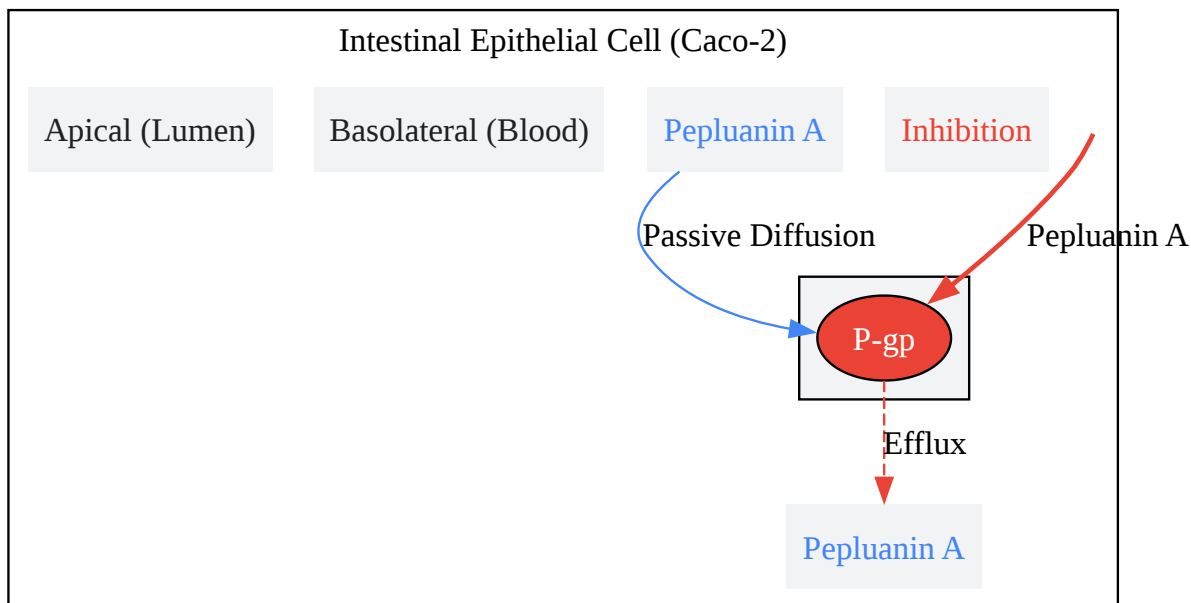 Intestinal Epithelial Cell (Caco-2)
Apical (Lumen)
Basolateral (Blood)
Pepluanin A
Inhibition
Passive Diffusion
Pepluanin A
P-gp
Efflux
Pepluanin A